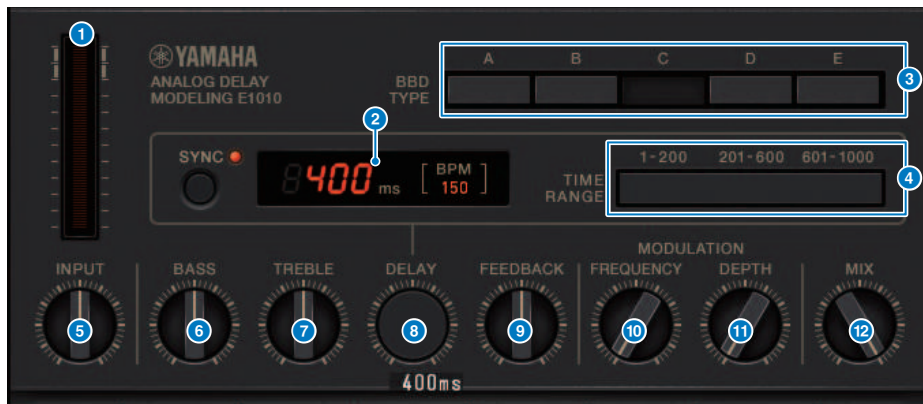 1
YAMAHA
ANALOG DELAY
MODELING E1010
BBD
TYPE
A B C D E
3
2
SYNC
400 ms [ BPM 150 ]
TIME
RANGE
1-200 201-600 601-1000
4
MODULATION
INPUT BASS TREBLE DELAY FEEDBACK FREQUENCY DEPTH MIX
5 6 7 8 9 10 11 12
400ms